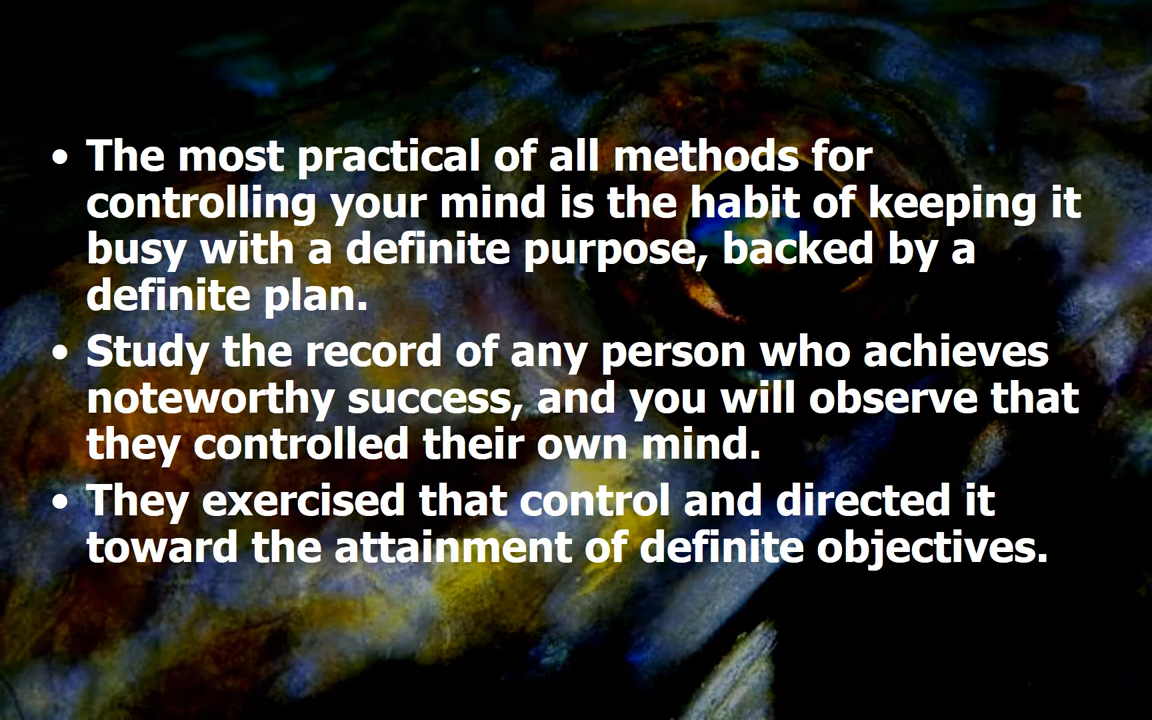 • The most practical of all methods for
controlling your mind is the habit of keeping it
busy with a definite purpose, backed by a
definite plan.
• Study the record of any person who achieves
noteworthy success, and you will observe that
they controlled their own mind.
• They exercised that control and directed it
toward the attainment of definite objectives.